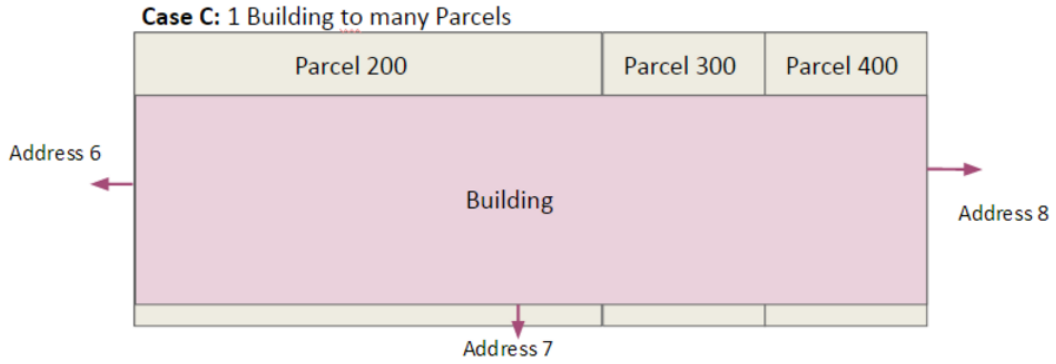 Case C: 1 Building to many Parcels
Parcel 200 Parcel 300 Parcel 400
Address 6
Building
Address 8
Address 7